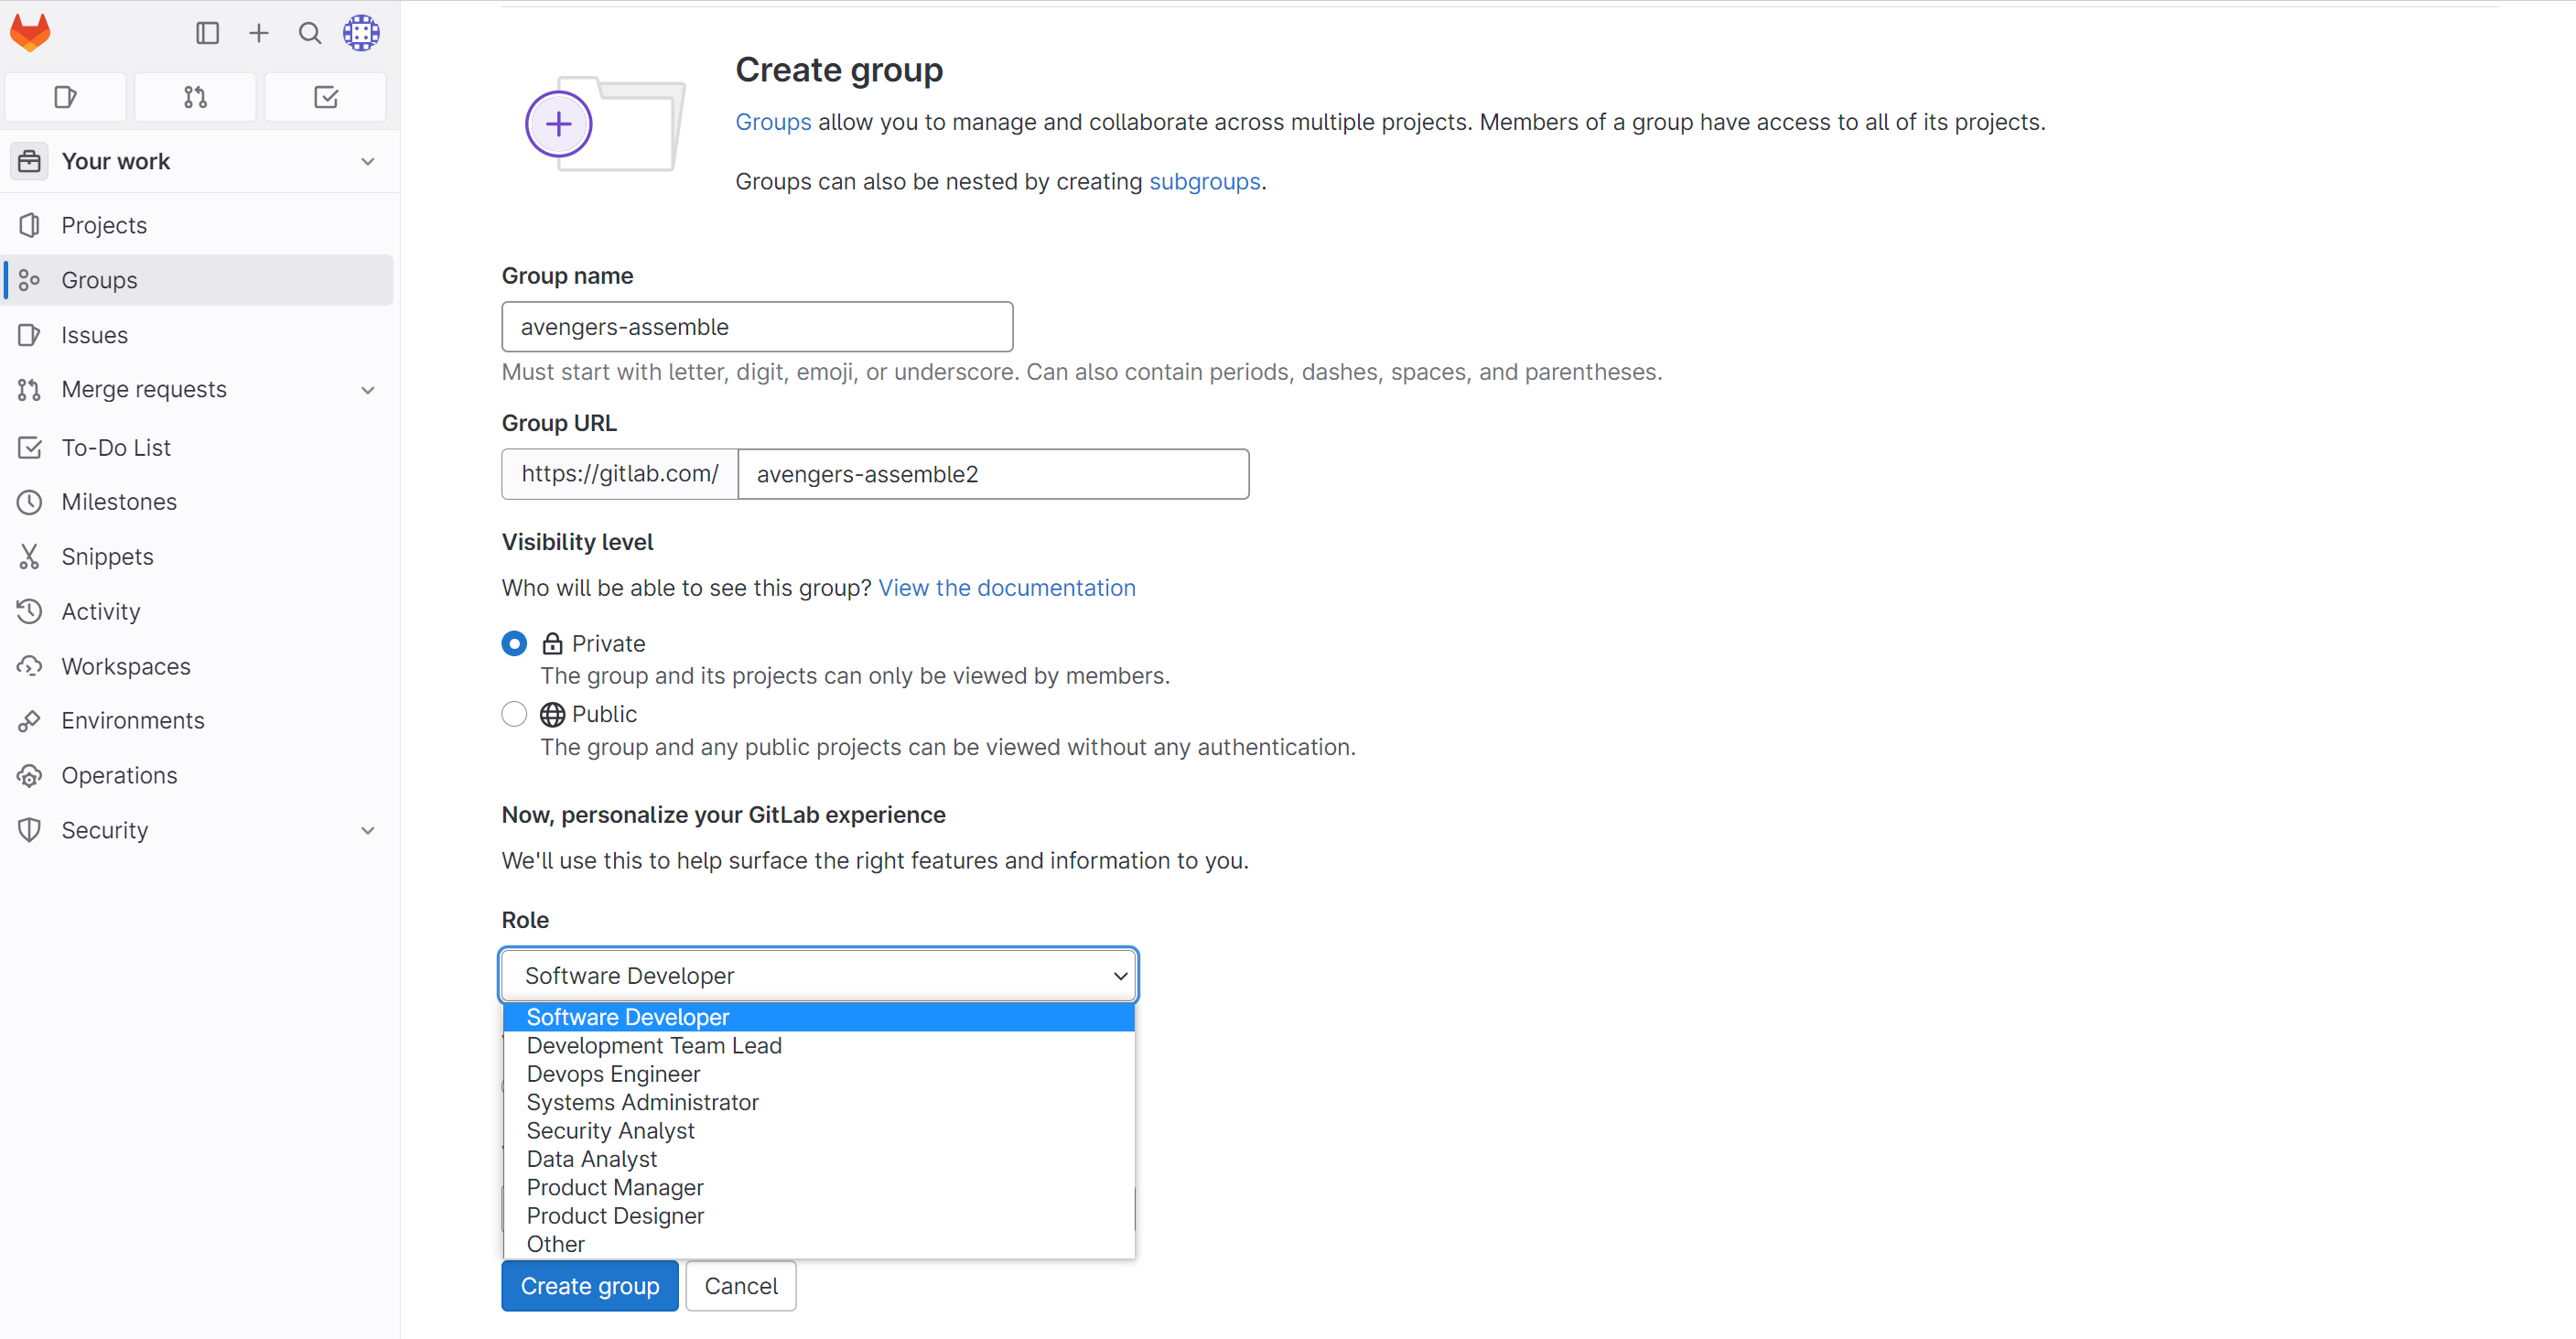 Your work
Projects
Groups
Issues
Merge requests
To-Do List
Milestones
Snippets
Activity
Workspaces
Environments
Operations
Security
Create group
Groups allow you to manage and collaborate across multiple projects. Members of a group have access to all of its projects.
Groups can also be nested by creating subgroups.
Group name
avengers-assemble
Must start with letter, digit, emoji, or underscore. Can also contain periods, dashes, spaces, and parentheses.
Group URL
https://gitlab.com/ avengers-assemble2
Visibility level
Who will be able to see this group? View the documentation
Private
The group and its projects can only be viewed by members.
Public
The group and any public projects can be viewed without any authentication.
Now, personalize your GitLab experience
We'll use this to help surface the right features and information to you.
Role
Software Developer
Software Developer
Development Team Lead
Devops Engineer
Systems Administrator
Security Analyst
Data Analyst
Product Manager
Product Designer
Other
Create group Cancel